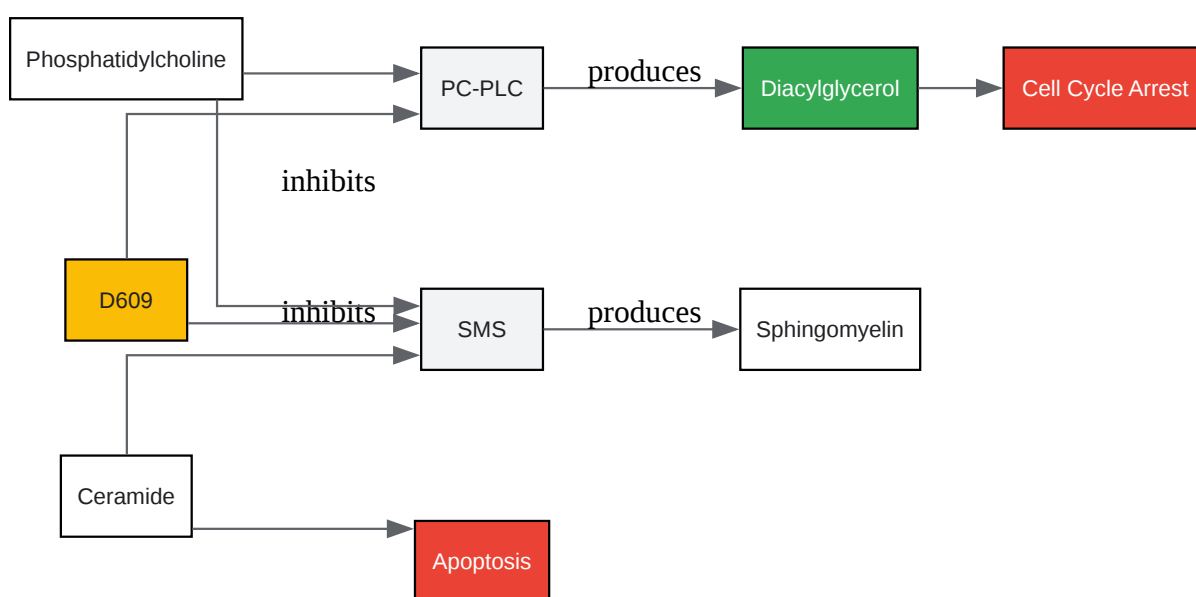 Phosphatidylcholine
PC-PLC
produces
Diacylglycerol
Cell Cycle Arrest
inhibits
D609
inhibits
SMS
produces
Sphingomyelin
Ceramide
Apoptosis